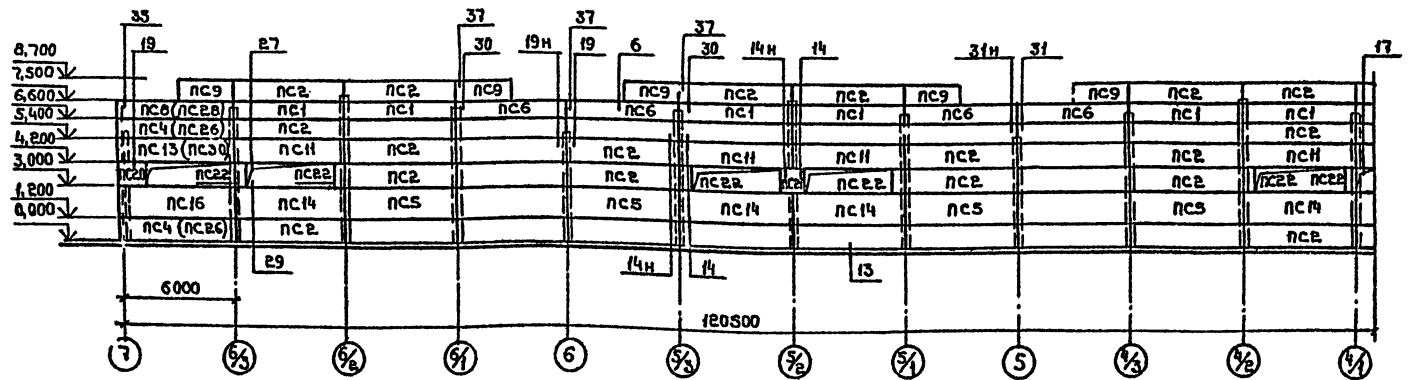 35 37 37 37
19 27 30 19н 19 6 30 14н 14 31н 31 17
8,700
7,500
6,600
5,400
4,200
3,000
1,200
0,000
ПС9 ПС2 ПС2 ПС9 ПС9 ПС2 ПС2 ПС9 ПС9 ПС2 ПС2
ПС8(ПС28) ПС1 ПС1 ПС6 ПС6 ПС1 ПС1 ПС6 ПС6 ПС1 ПС1
ПС4(ПС26) ПС2 ПС2
ПС13(ПС30) ПС11 ПС2 ПС2 ПС11 ПС11 ПС2 ПС2 ПС11
ПС20 ПС22 ПС22 ПС2 ПС2 ПС22 ПС22 ПС2 ПС2 ПС22 ПС22
ПС16 ПС14 ПС5 ПС5 ПС14 ПС14 ПС5 ПС5 ПС14
ПС4(ПС26) ПС2 ПС2
29 14н 14 13
6000
120500
7 6/3 6/2 6/1 6 5/3 5/2 5/1 5 4/3 4/2 4/1